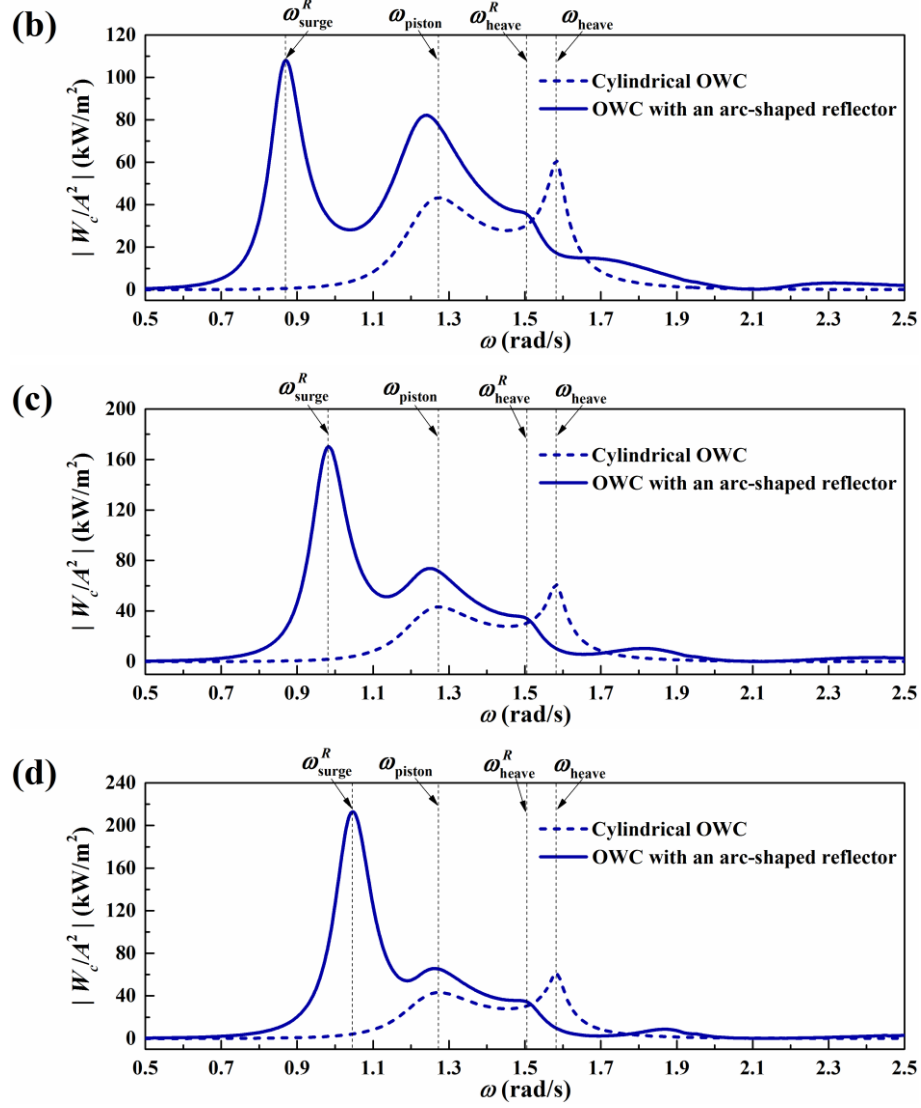 (b)
ω^R_surge ω_piston ω^R_heave ω_heave
120
100
80
60
40
20
0
| W_c/A^2 | (kW/m^2)
Cylindrical OWC
OWC with an arc-shaped reflector
0.5 0.7 0.9 1.1 1.3 1.5 1.7 1.9 2.1 2.3 2.5
ω (rad/s)
(c)
ω^R_surge ω_piston ω^R_heave ω_heave
200
160
120
80
40
0
| W_c/A^2 | (kW/m^2)
Cylindrical OWC
OWC with an arc-shaped reflector
0.5 0.7 0.9 1.1 1.3 1.5 1.7 1.9 2.1 2.3 2.5
ω (rad/s)
(d)
ω^R_surge ω_piston ω^R_heave ω_heave
240
200
160
120
80
40
0
| W_c/A^2 | (kW/m^2)
Cylindrical OWC
OWC with an arc-shaped reflector
0.5 0.7 0.9 1.1 1.3 1.5 1.7 1.9 2.1 2.3 2.5
ω (rad/s)